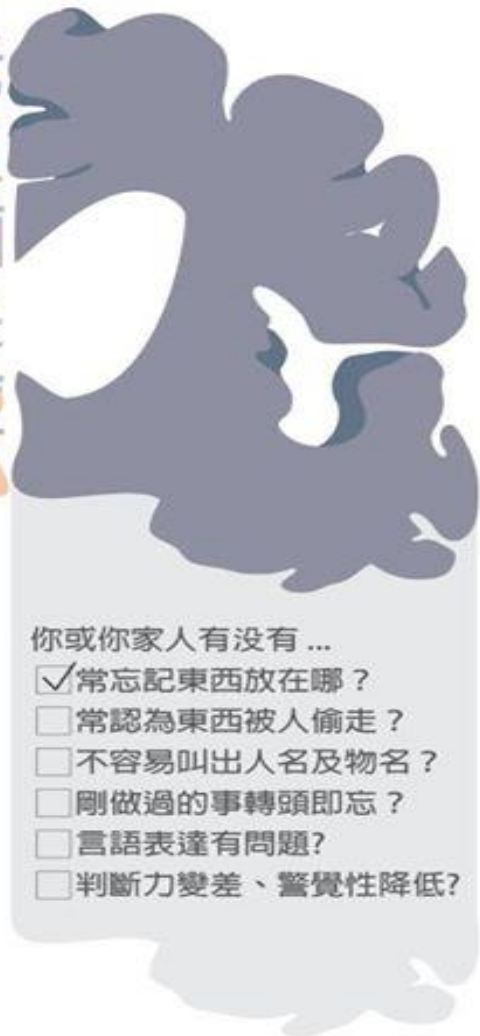 你或你家人有没有...
常忘記東西放在哪？
常認為東西被人偷走？
不容易叫出人名及物名？
剛做過的事轉頭即忘？
言語表達有問題?
判斷力變差、警覺性降低?